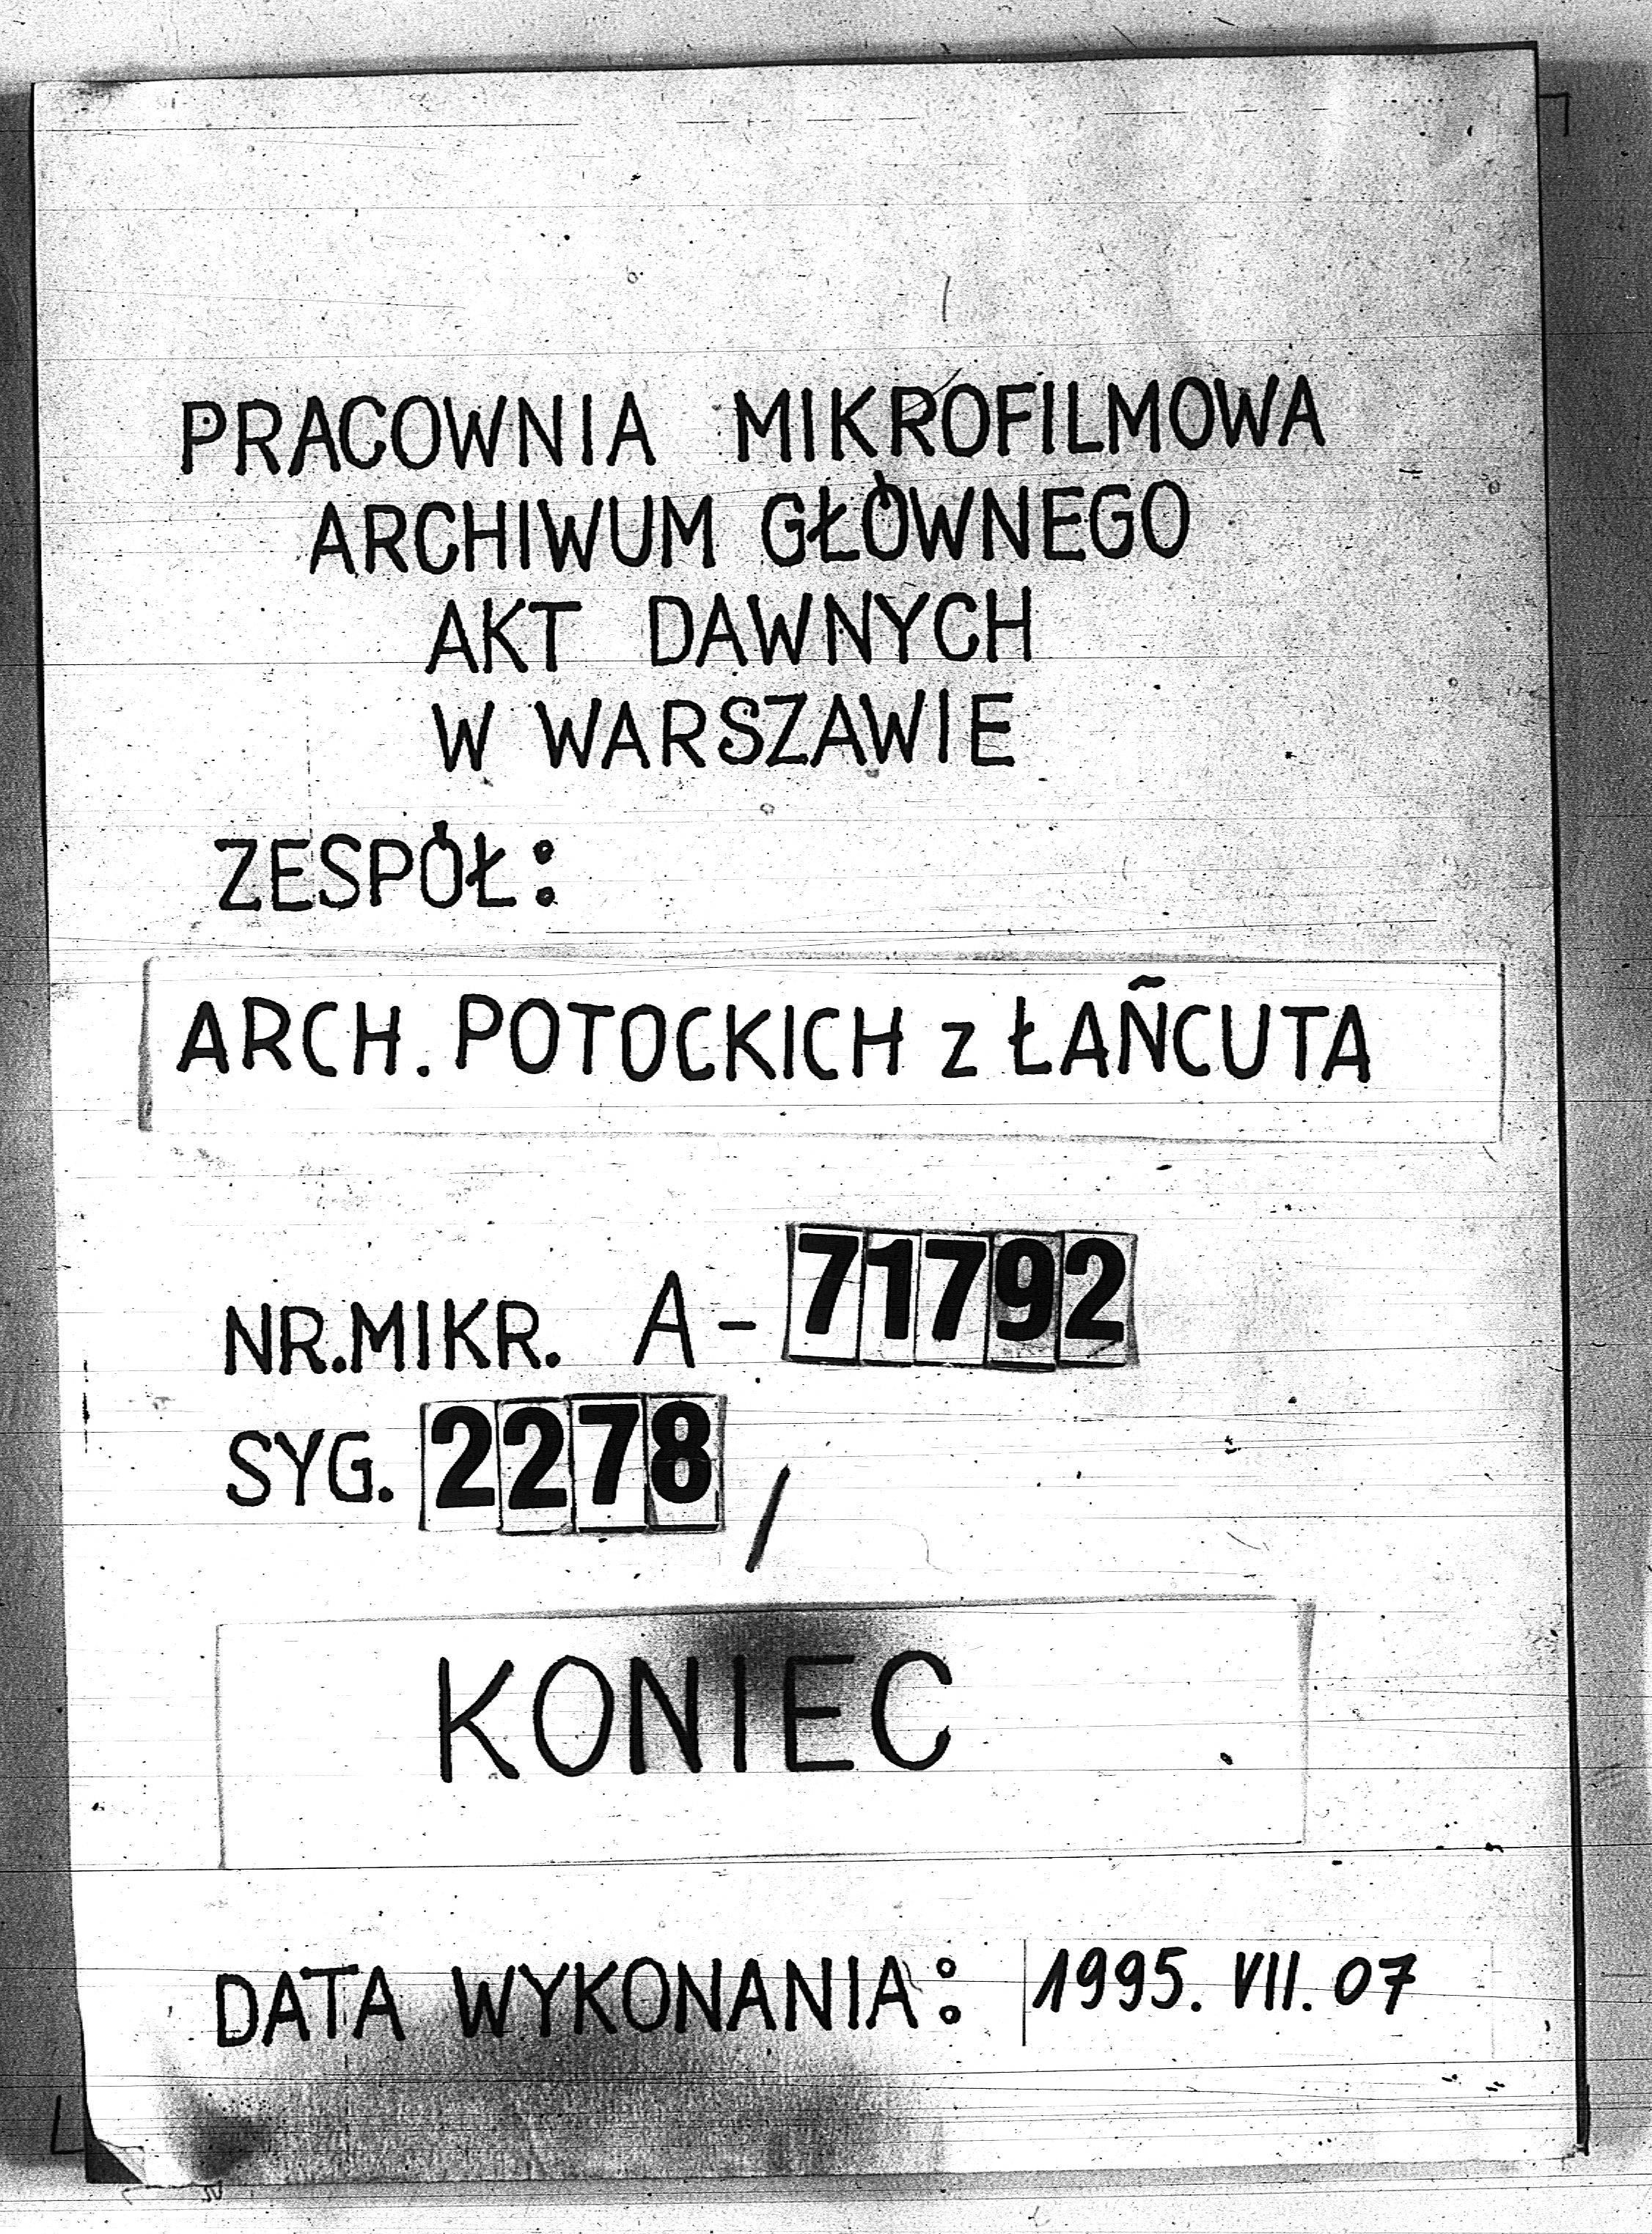 PRACOWNIA MIKROFILMOWA
ARCHIWUM GŁÓWNEGO
AKT DAWNYCH
W WARSZAWIE
ZESPÓŁ:
ARCH. POTOCKICH z ŁAŃCUTA
NR.MIKR. A-71792
SYG. 2278/
KONIEC
DATA WYKONANIA: 1995. VII. 07